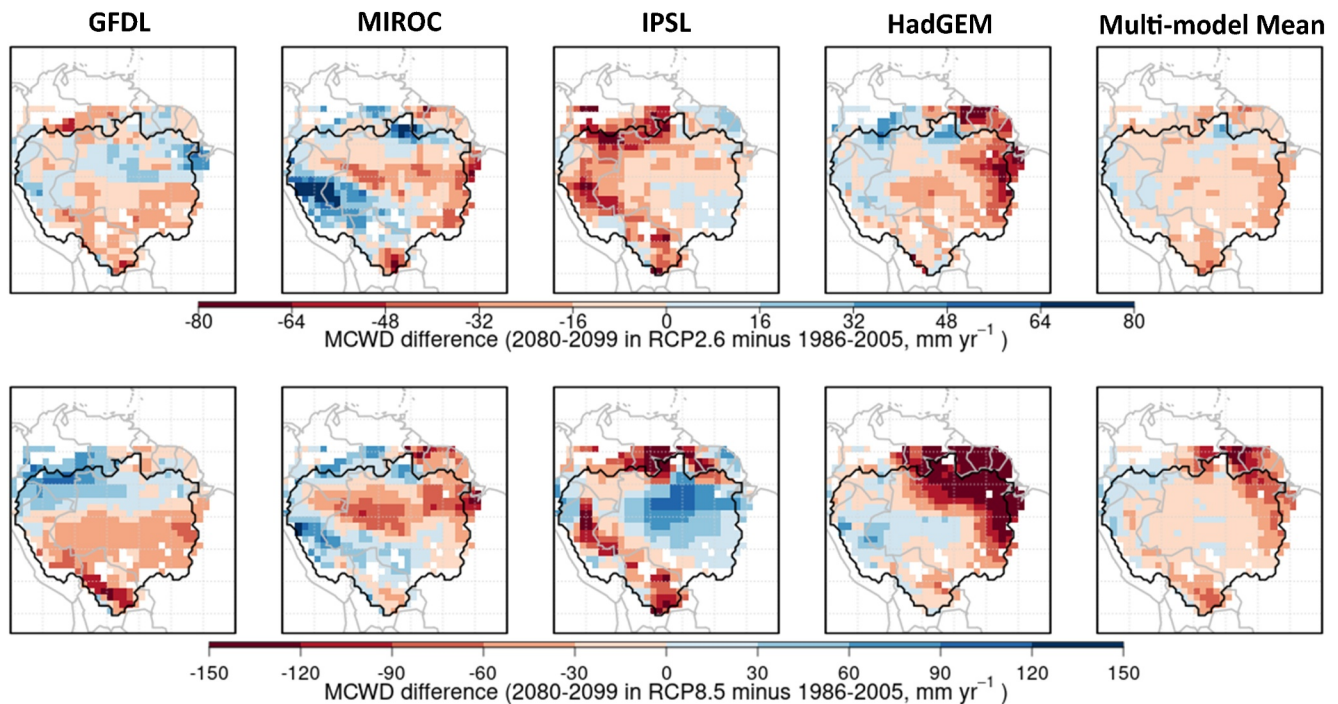 GFDL MIROC IPSL HadGEM Multi-model Mean
-80 -64 -48 -32 -16 0 16 32 48 64 80
MCWD difference (2080-2099 in RCP2.6 minus 1986-2005, mm yr⁻¹ )
-150 -120 -90 -60 -30 0 30 60 90 120 150
MCWD difference (2080-2099 in RCP8.5 minus 1986-2005, mm yr⁻¹ )